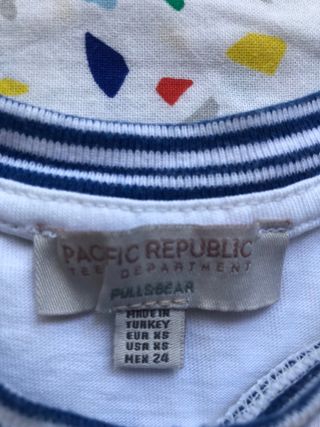 PACIFIC REPUBLIC
TEE DEPARTMENT
PULL&BEAR
MADE IN
TURKEY
EUR XS
USA XS
MEX 24